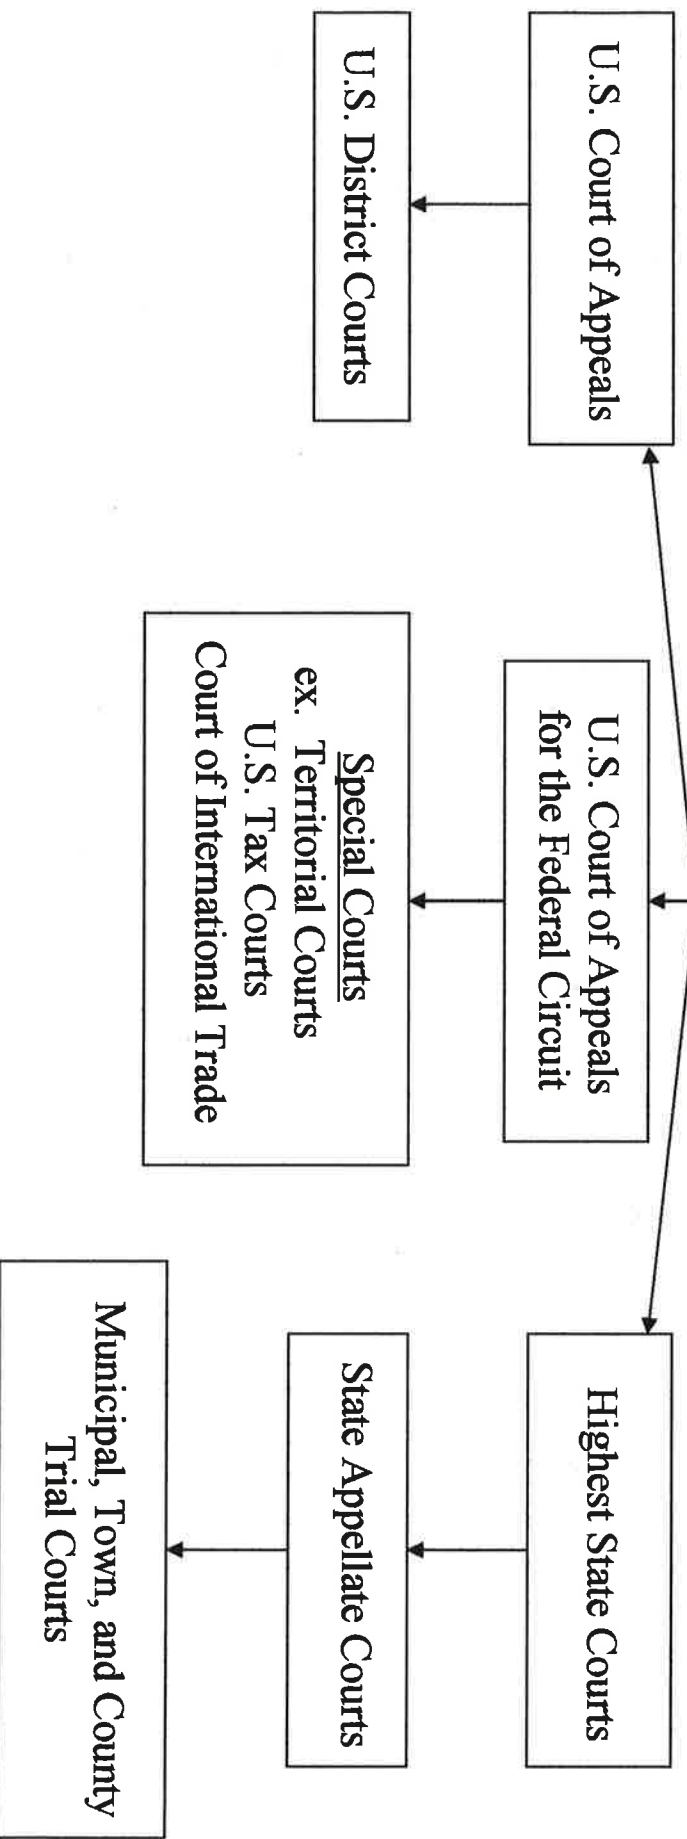 U.S. Court of Appeals
U.S. District Courts
U.S. Court of Appeals
for the Federal Circuit
Special Courts
ex. Territorial Courts
U.S. Tax Courts
Court of International Trade
Highest State Courts
State Appellate Courts
Municipal, Town, and County
Trial Courts